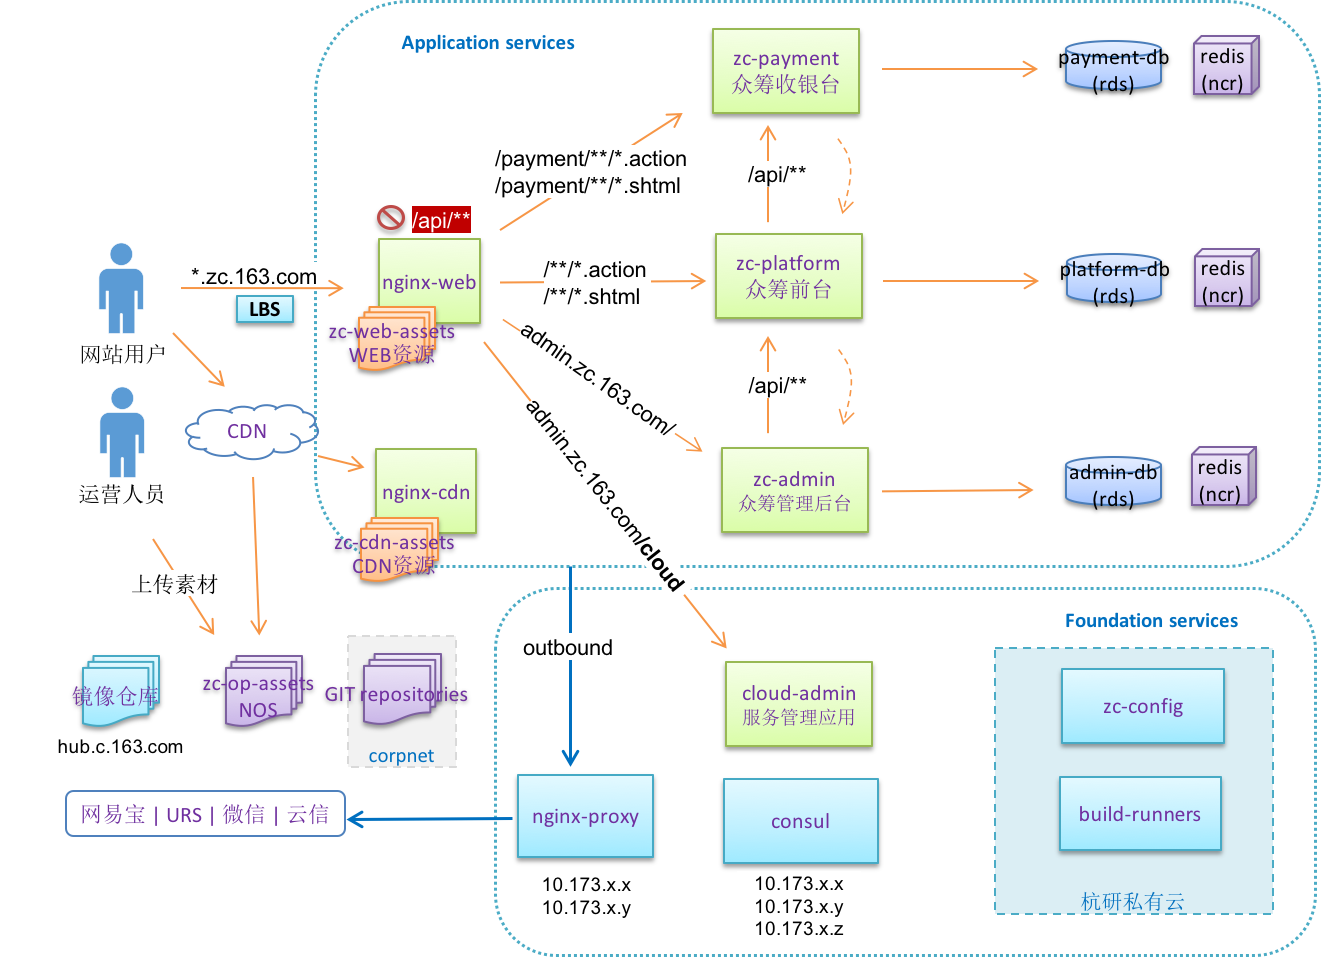 Application services
zc-payment
众筹收银台
payment-db
(rds)
redis
(ncr)
/payment/**/*.action
/payment/**/*.shtml
/api/**
/api/**
nginx-web
*.zc.163.com
LBS
网站用户
zc-web-assets
WEB资源
/**/*.action
/**/*.shtml
zc-platform
众筹前台
platform-db
(rds)
redis
(ncr)
admin.zc.163.com/
admin.zc.163.com/cloud
/api/**
CDN
运营人员
nginx-cdn
zc-cdn-assets
CDN资源
zc-admin
众筹管理后台
admin-db
(rds)
redis
(ncr)
上传素材
outbound
Foundation services
镜像仓库
hub.c.163.com
zc-op-assets
NOS
GIT repositories
corpnet
cloud-admin
服务管理应用
zc-config
网易宝 | URS | 微信 | 云信
nginx-proxy
10.173.x.x
10.173.x.y
consul
10.173.x.x
10.173.x.y
10.173.x.z
build-runners
杭研私有云